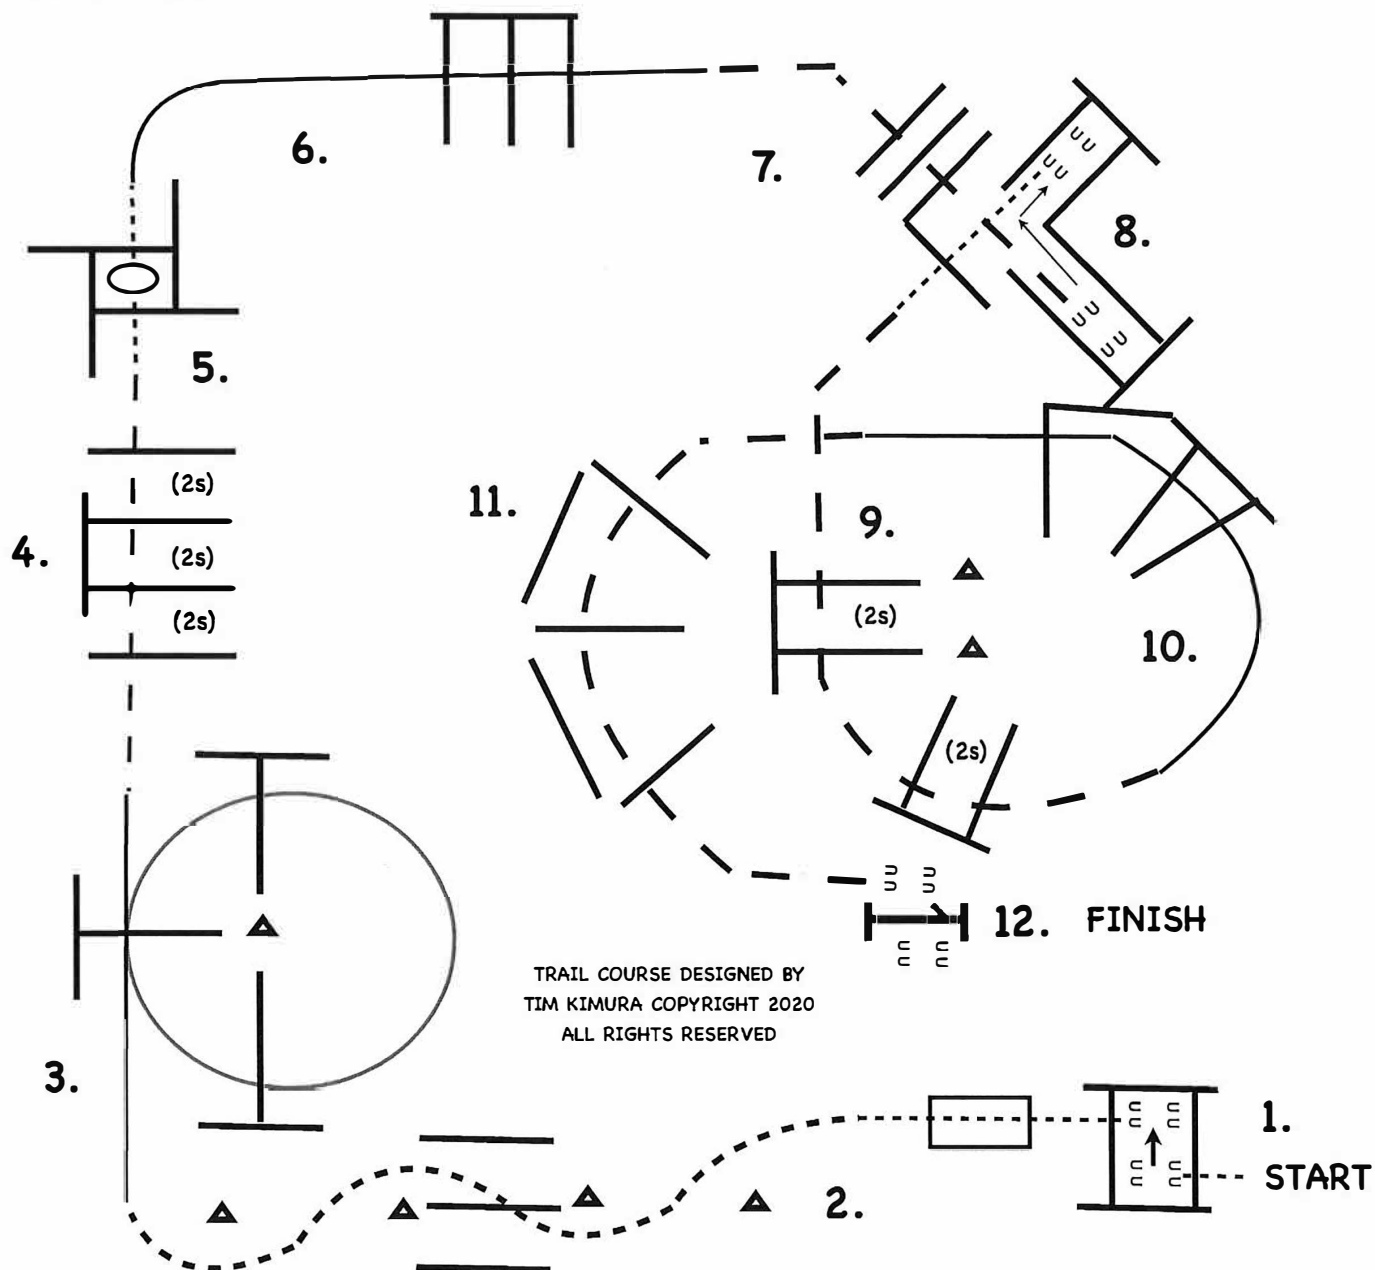 6.
7.
8.
5.
(2s)
11.
9.
4.
(2s)
(2s)
(2s)
10.
(2s)
12. FINISH
TRAIL COURSE DESIGNED BY
TIM KIMURA COPYRIGHT 2020
ALL RIGHTS RESERVED
3.
1.
START
2.